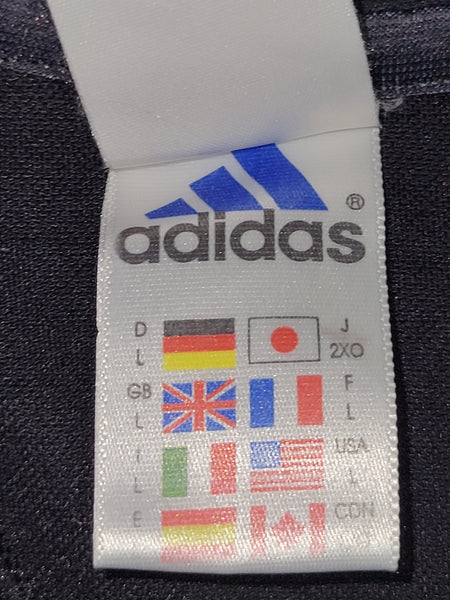 adidas®
D J
L 2XO
GB F
L L
I USA
L L
E CDN